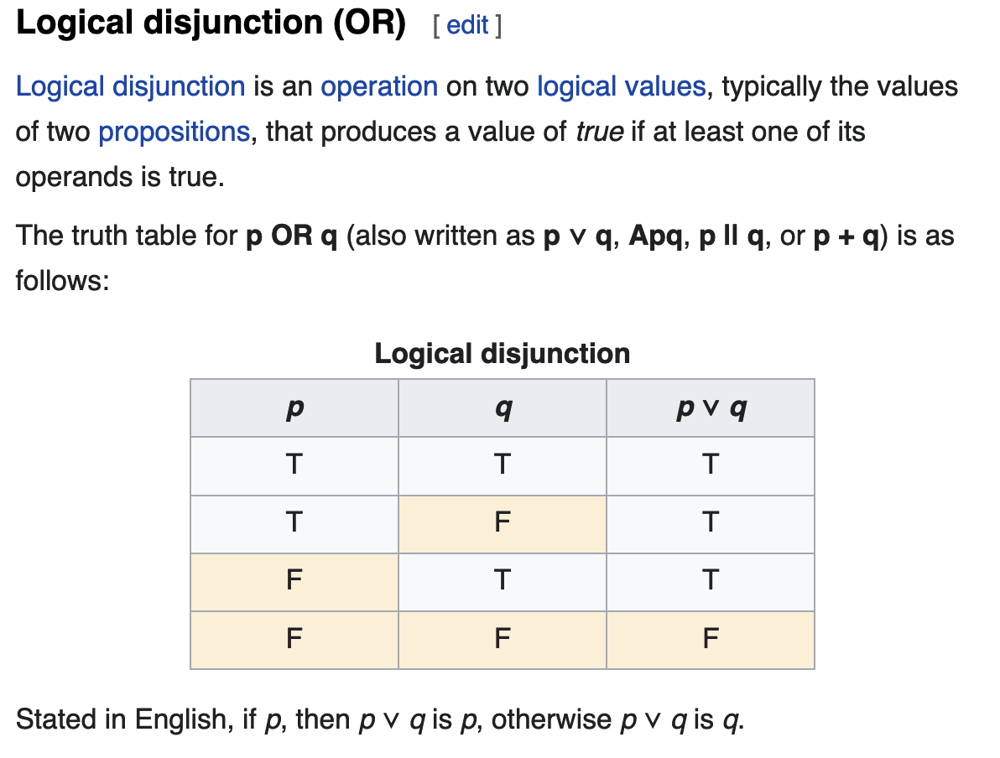 Logical disjunction (OR) [ edit ]
Logical disjunction is an operation on two logical values, typically the values
of two propositions, that produces a value of true if at least one of its
operands is true.
The truth table for p OR q (also written as p ∨ q, Apq, p || q, or p + q) is as
follows:
Logical disjunction
p q p ∨ q
T T T
T F T
F T T
F F F
Stated in English, if p, then p ∨ q is p, otherwise p ∨ q is q.